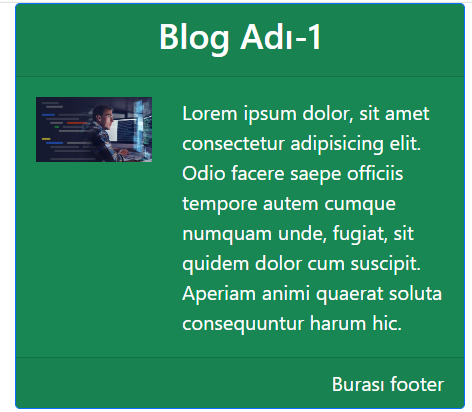 Blog Adı-1
Lorem ipsum dolor, sit amet
consectetur adipisicing elit.
Odio facere saepe officiis
tempore autem cumque
numquam unde, fugiat, sit
quidem dolor cum suscipit.
Aperiam animi quaerat soluta
consequuntur harum hic.
Burası footer